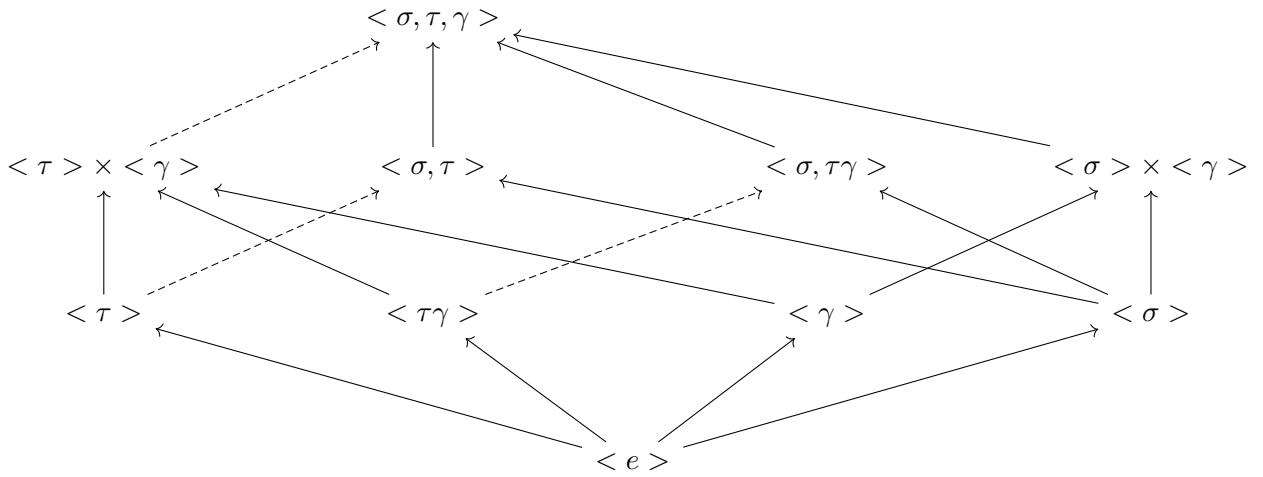 < σ, τ, γ >
< τ > × < γ > < σ, τ > < σ, τγ > < σ > × < γ >
< τ > < τγ > < γ > < σ >
< e >